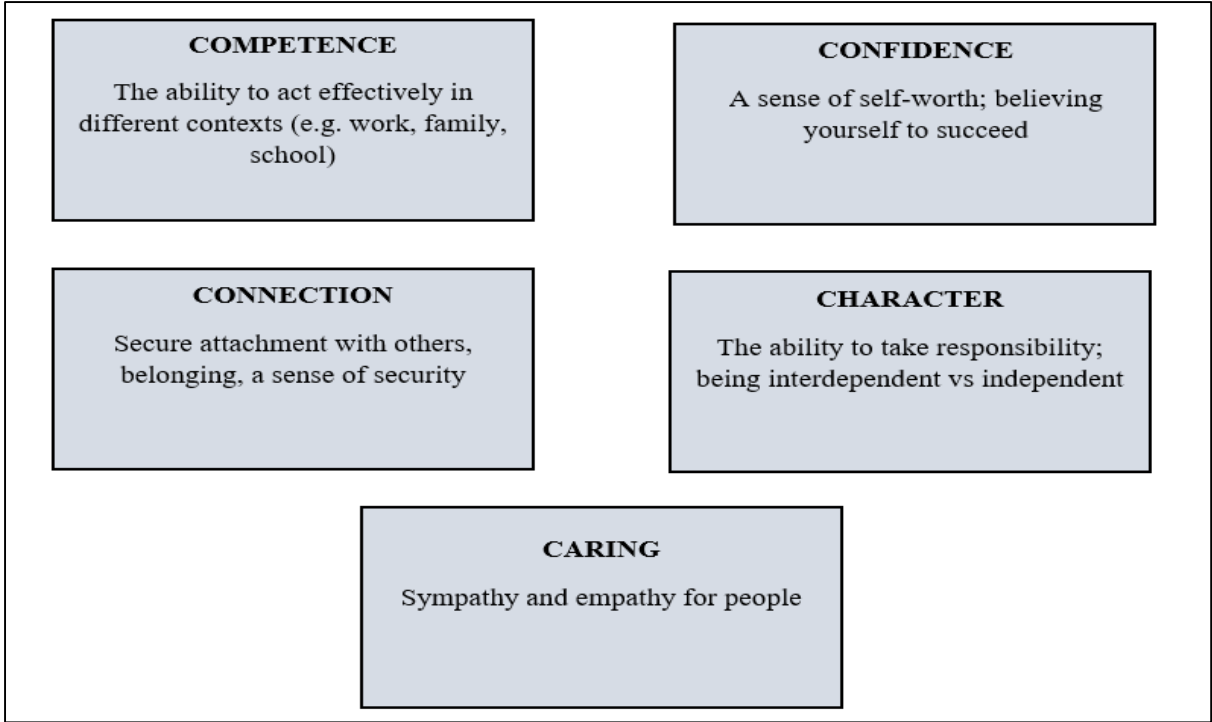 COMPETENCE
The ability to act effectively in
different contexts (e.g. work, family,
school)
CONFIDENCE
A sense of self-worth; believing
yourself to succeed
CONNECTION
Secure attachment with others,
belonging, a sense of security
CHARACTER
The ability to take responsibility;
being interdependent vs independent
CARING
Sympathy and empathy for people